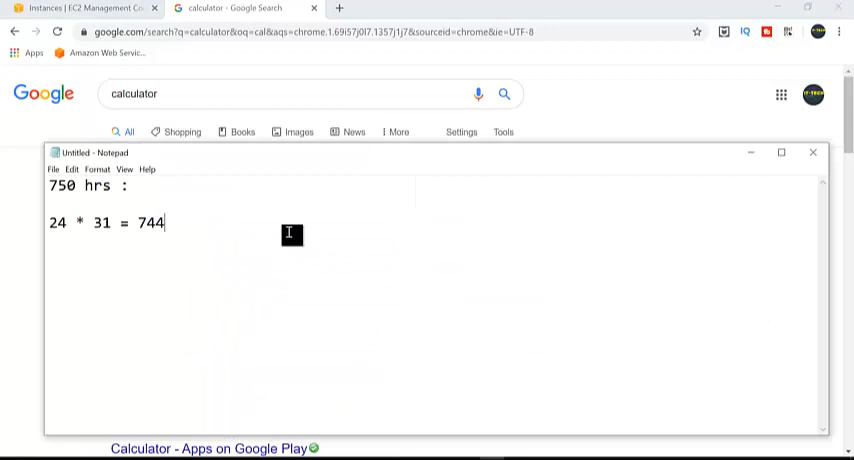 Instances | EC2 Management Co
calculator - Google Search
google.com/search?q=calculator&oq=cal&aqs=chrome.1.69i57j0l7.1357j1j7&sourceid=chrome&ie=UTF-8
IQ
Apps
Amazon Web Servic...
Google
calculator
All
Shopping
Books
Images
News
More
Settings
Tools
Untitled - Notepad
File Edit Format View Help
750 hrs :
24 * 31 = 744
Calculator - Apps on Google Play